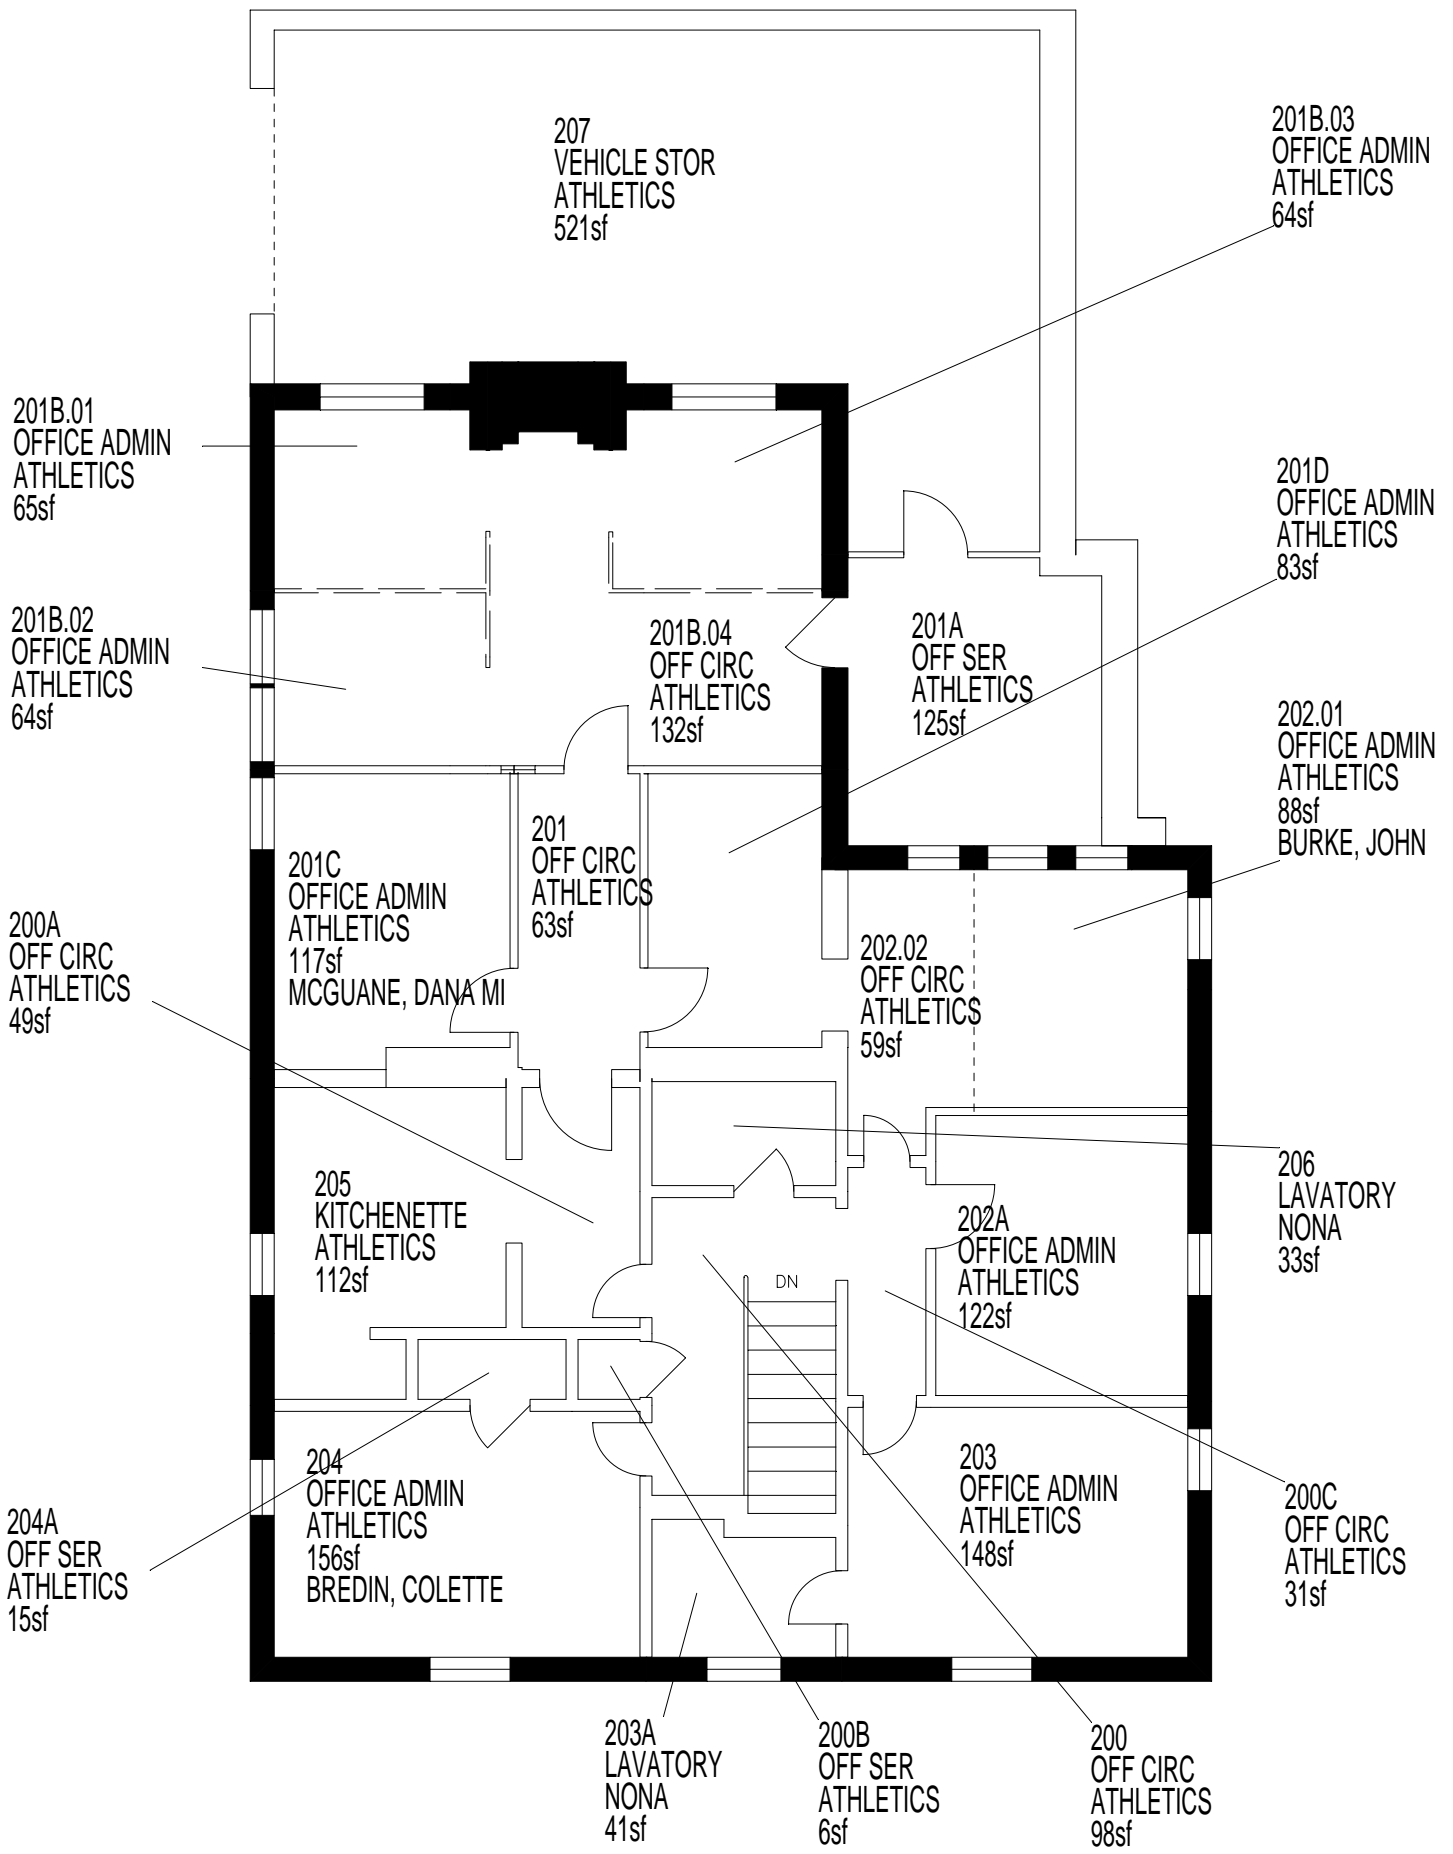 207
VEHICLE STOR
ATHLETICS
521sf
201B.03
OFFICE ADMIN
ATHLETICS
64sf
201B.01
OFFICE ADMIN
ATHLETICS
65sf
201D
OFFICE ADMIN
ATHLETICS
83sf
201B.02
OFFICE ADMIN
ATHLETICS
64sf
201B.04
OFF CIRC
ATHLETICS
132sf
201A
OFF SER
ATHLETICS
125sf
202.01
OFFICE ADMIN
ATHLETICS
88sf
BURKE, JOHN
201
OFF CIRC
ATHLETICS
63sf
201C
OFFICE ADMIN
ATHLETICS
117sf
MCGUANE, DANA MI
200A
OFF CIRC
ATHLETICS
49sf
202.02
OFF CIRC
ATHLETICS
59sf
205
KITCHENETTE
ATHLETICS
112sf
206
LAVATORY
NONA
33sf
202A
OFFICE ADMIN
ATHLETICS
122sf
DN
204
OFFICE ADMIN
ATHLETICS
156sf
BREDIN, COLETTE
203
OFFICE ADMIN
ATHLETICS
148sf
200C
OFF CIRC
ATHLETICS
31sf
204A
OFF SER
ATHLETICS
15sf
203A
LAVATORY
NONA
41sf
200B
OFF SER
ATHLETICS
6sf
200
OFF CIRC
ATHLETICS
98sf